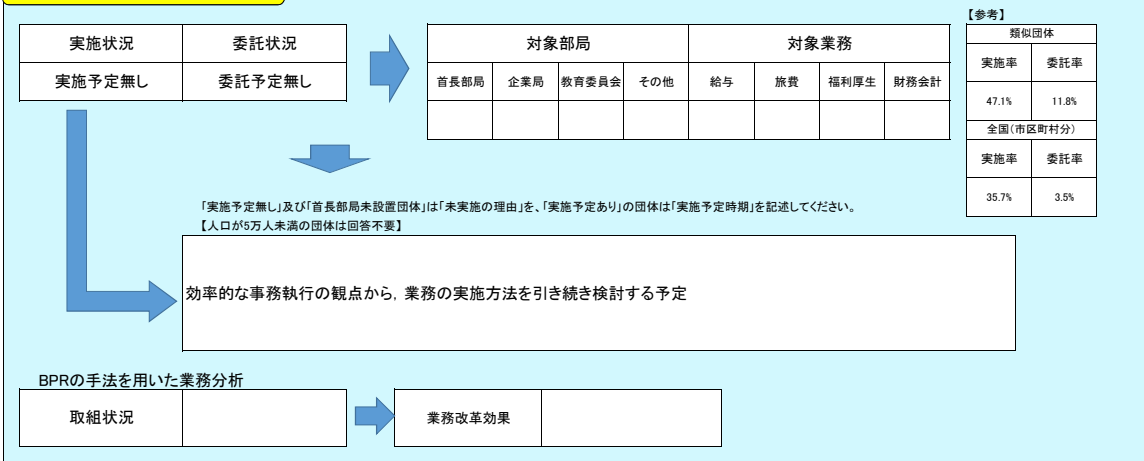 【参考】
実施状況 委託状況
実施予定無し 委託予定無し
対象部局 対象業務
首長部局 企業局 教育委員会 その他 給与 旅費 福利厚生 財務会計
類似団体
実施率 委託率
47.1% 11.8%
全国(市区町村分)
実施率 委託率
35.7% 3.5%
「実施予定無し」及び「首長部局未設置団体」は「未実施の理由」を、「実施予定あり」の団体は「実施予定時期」を記述してください。
【人口が5万人未満の団体は回答不要】
効率的な事務執行の観点から，業務の実施方法を引き続き検討する予定
BPRの手法を用いた業務分析
取組状況
業務改革効果